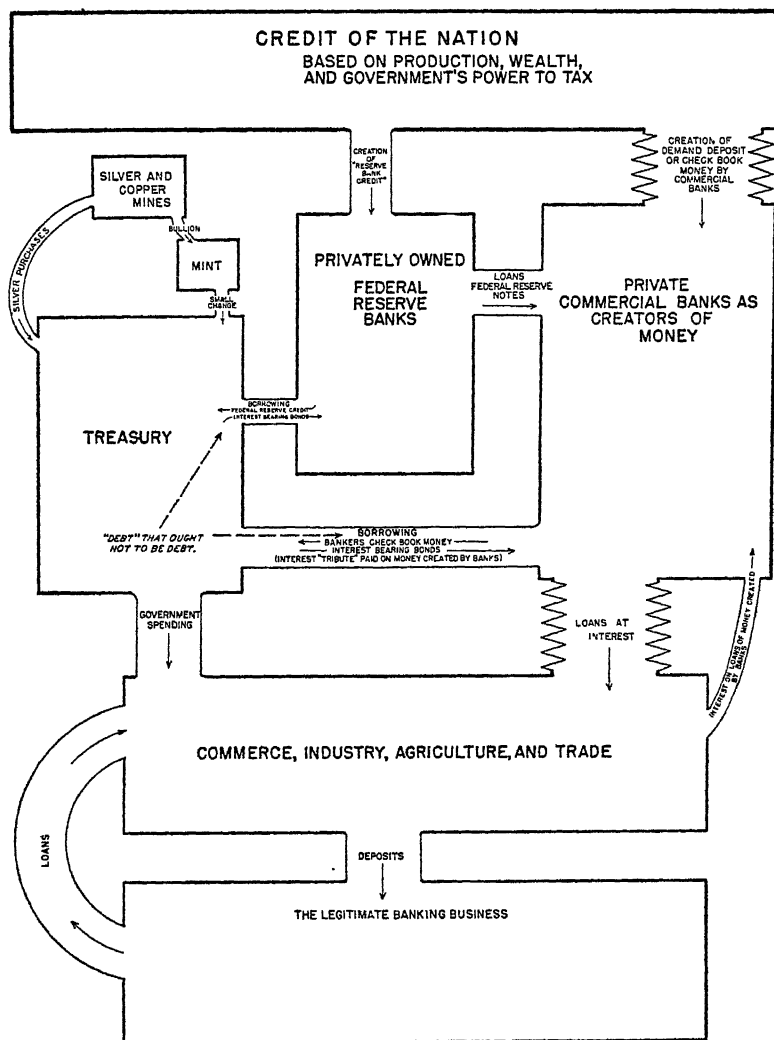 CREDIT OF THE NATION
BASED ON PRODUCTION, WEALTH,
AND GOVERNMENT'S POWER TO TAX
CREATION
OF
"RESERVE
BANK
CREDIT"
CREATION OF
DEMAND DEPOSIT
OR CHECK BOOK
MONEY BY
COMMERCIAL
BANKS
SILVER AND
COPPER
MINES
BULLION
MINT
SMALL
CHANGE
SILVER PURCHASES
PRIVATELY OWNED
FEDERAL
RESERVE
BANKS
LOANS
FEDERAL RESERVE
NOTES
PRIVATE
COMMERCIAL BANKS AS
CREATORS OF
MONEY
TREASURY
BORROWING
FEDERAL RESERVE CREDIT
INTEREST BEARING BONDS
"DEBT" THAT OUGHT
NOT TO BE DEBT.
BORROWING
BANKERS CHECK BOOK MONEY
INTEREST BEARING BONDS
(INTEREST "TRIBUTE" PAID ON MONEY CREATED BY BANKS)
GOVERNMENT
SPENDING
LOANS AT
INTEREST
INTEREST ON LOANS OF MONEY CREATED
BY BANKS
COMMERCE, INDUSTRY, AGRICULTURE, AND TRADE
LOANS
DEPOSITS
THE LEGITIMATE BANKING BUSINESS